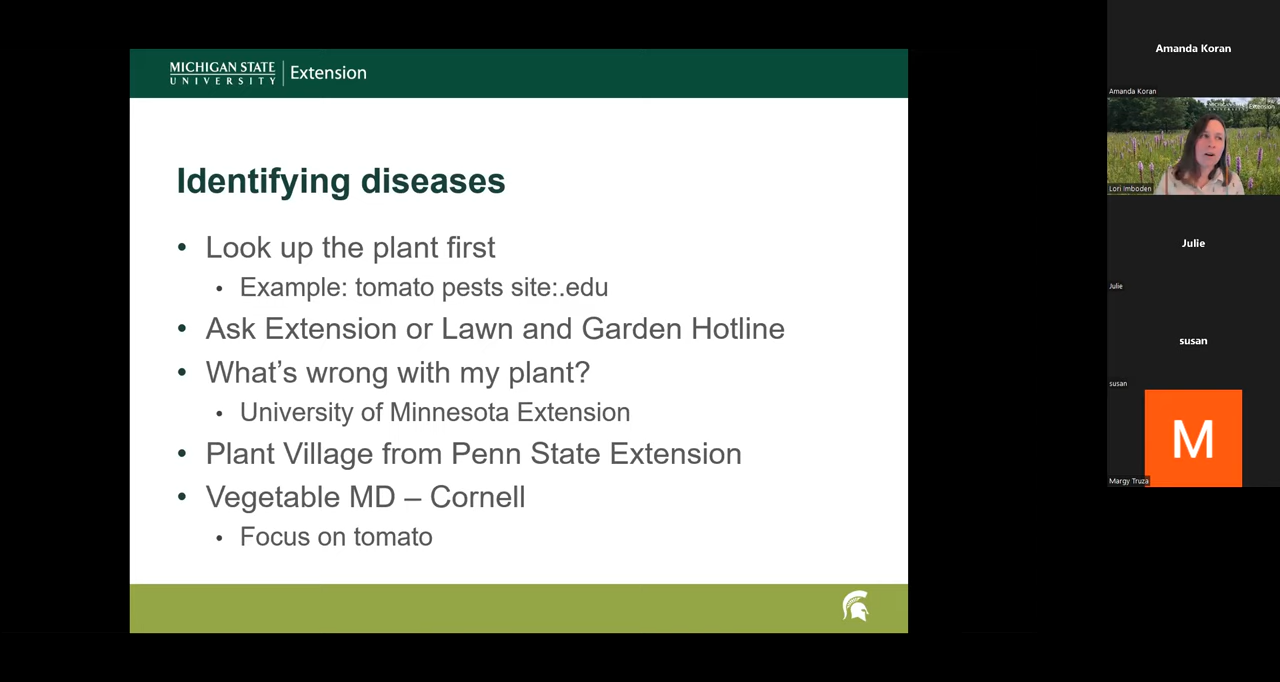 MICHIGAN STATE
UNIVERSITY
Extension
Identifying diseases
• Look up the plant first
• Example: tomato pests site:.edu
• Ask Extension or Lawn and Garden Hotline
• What's wrong with my plant?
• University of Minnesota Extension
• Plant Village from Penn State Extension
• Vegetable MD – Cornell
• Focus on tomato
Amanda Koran
Amanda Koran
Extension
Lori Imboden
Julie
Julie
susan
susan
M
Margy Truza